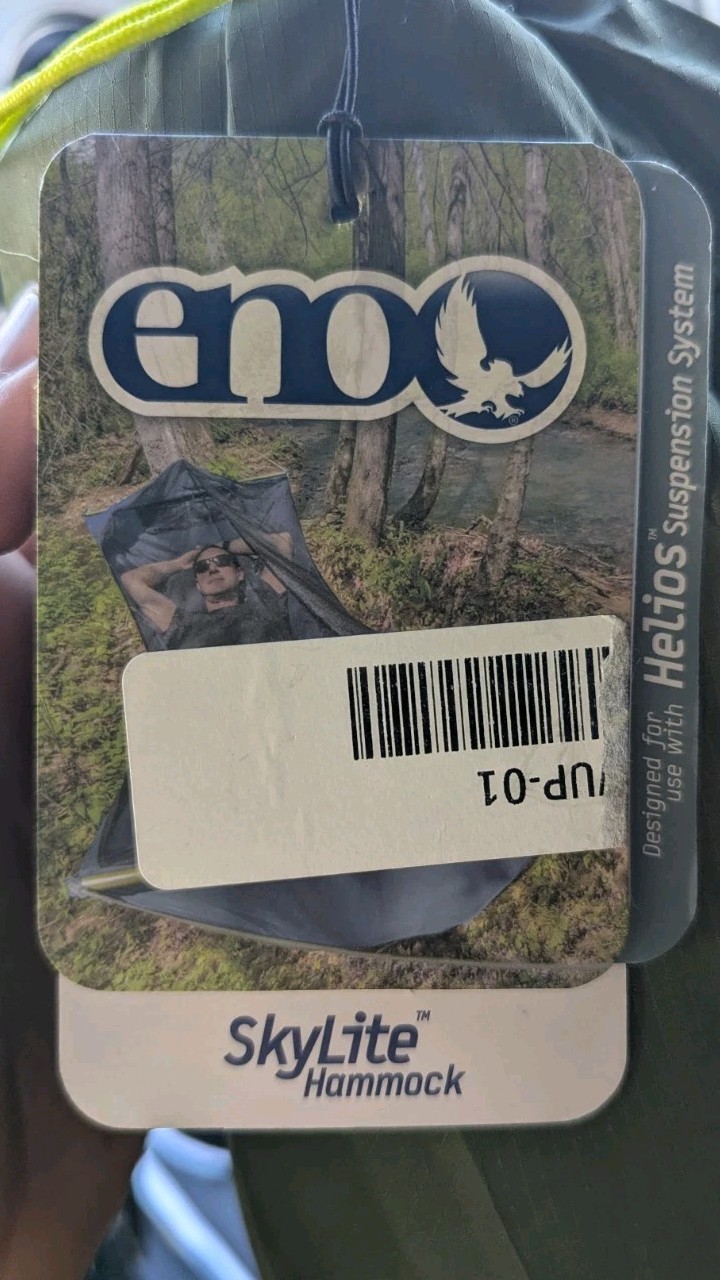 eno
®
Designed for
use with Helios™ Suspension System
/UP-01
SkyLite™
Hammock